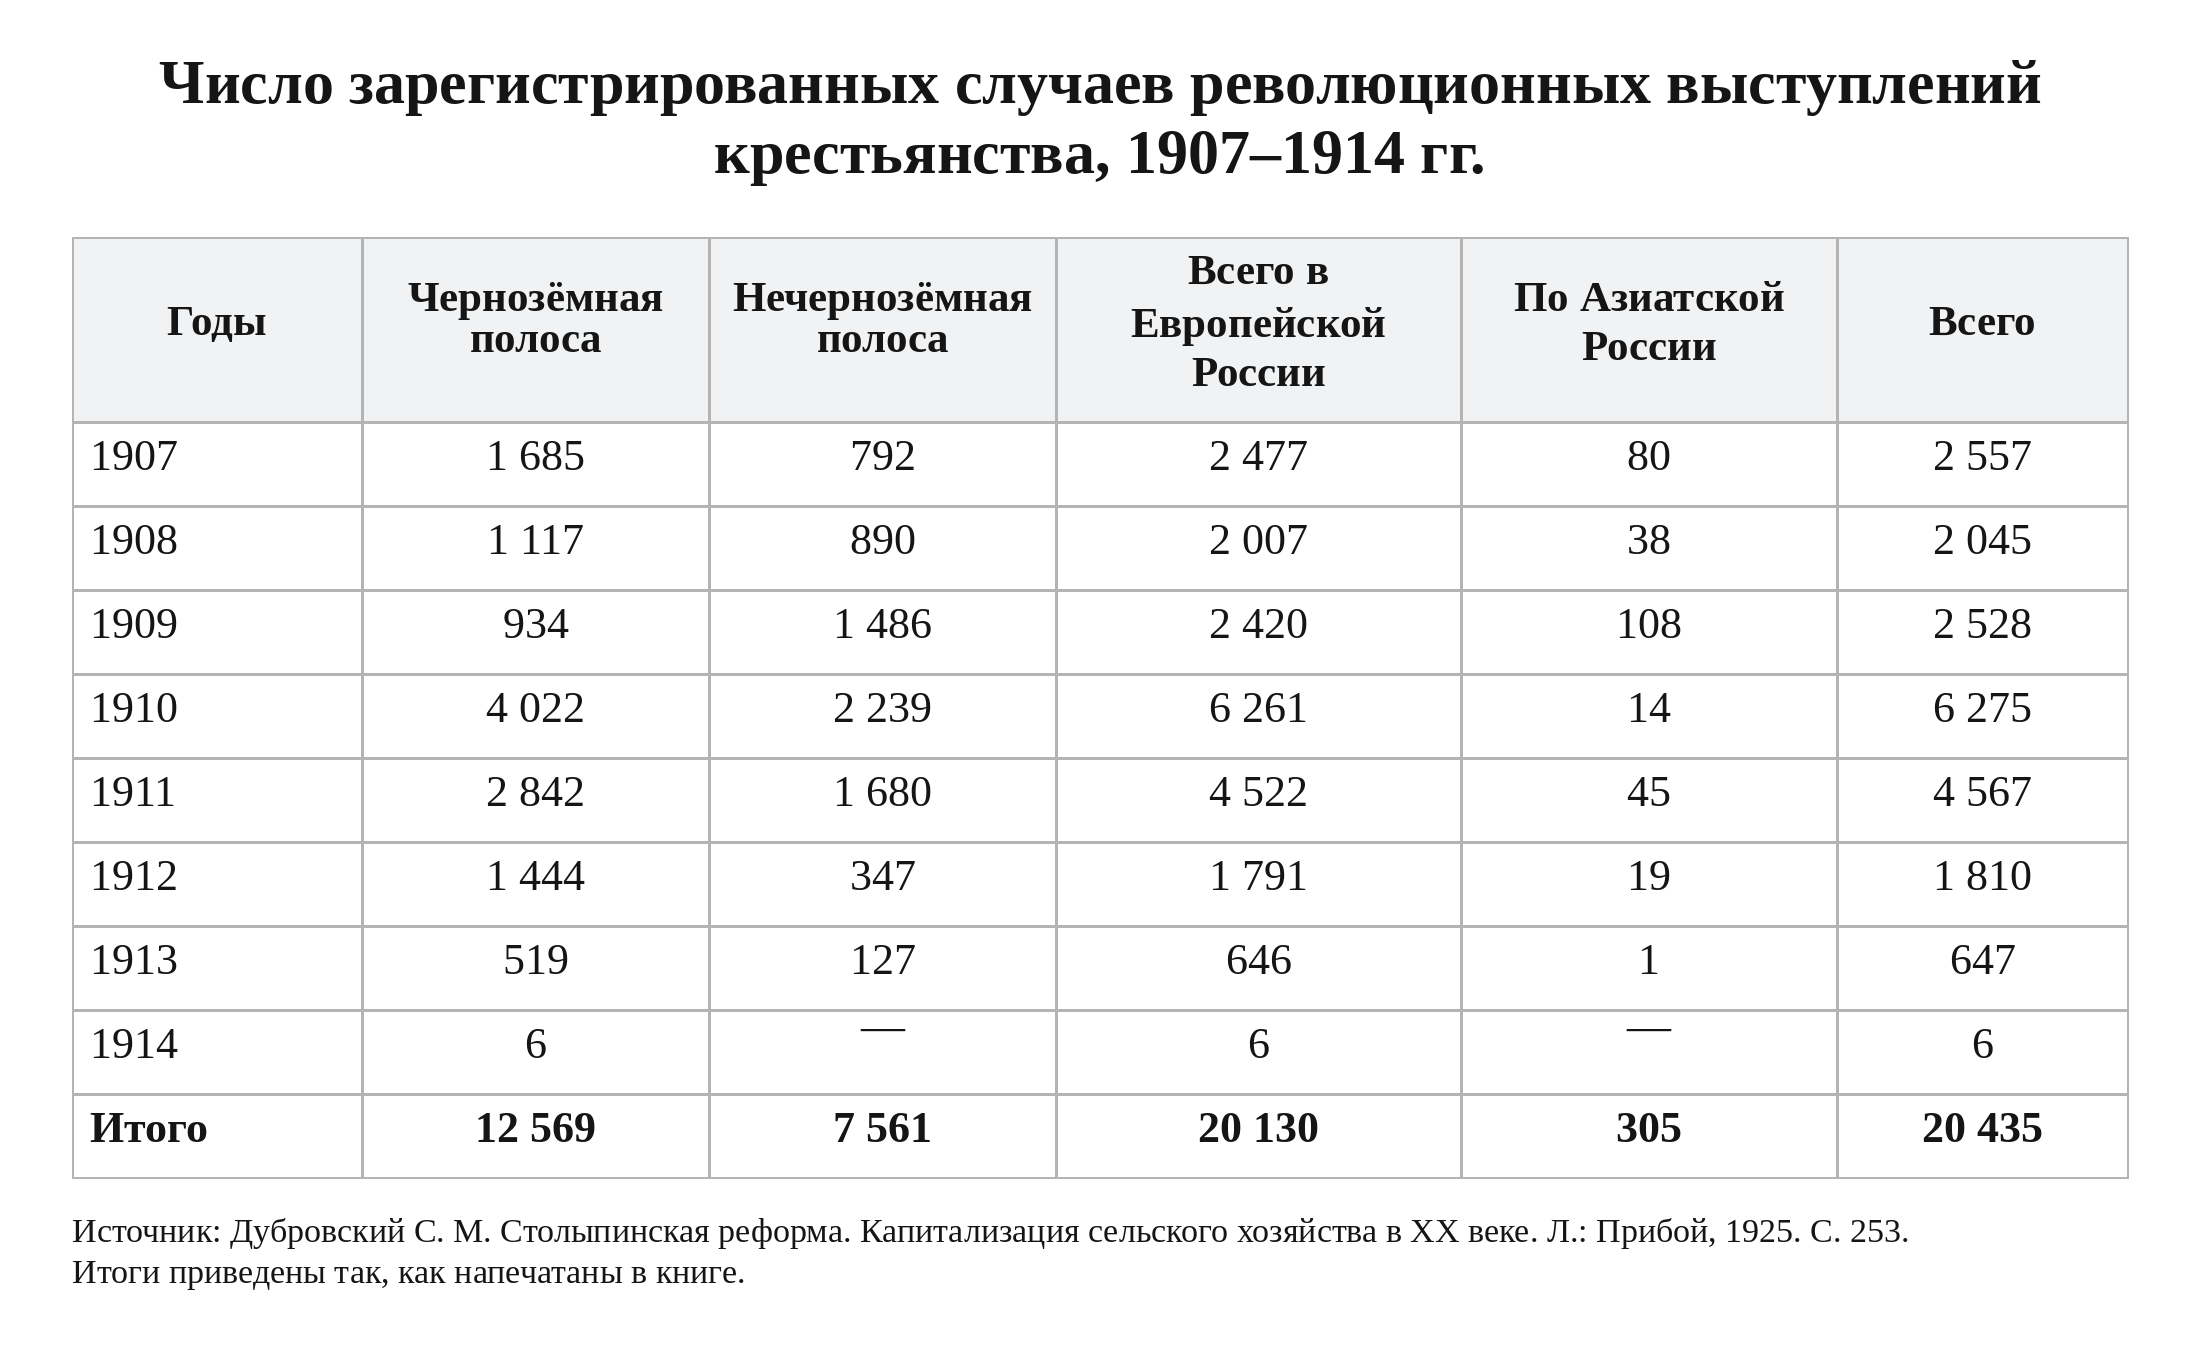 Число зарегистрированных случаев революционных выступлений
крестьянства, 1907–1914 гг.
Годы
Чернозёмная
полоса
Нечернозёмная
полоса
Всего в
Европейской
России
По Азиатской
России
Всего
1907 1 685 792 2 477 80 2 557
1908 1 117 890 2 007 38 2 045
1909 934 1 486 2 420 108 2 528
1910 4 022 2 239 6 261 14 6 275
1911 2 842 1 680 4 522 45 4 567
1912 1 444 347 1 791 19 1 810
1913 519 127 646 1 647
1914 6 — 6 — 6
Итого 12 569 7 561 20 130 305 20 435
Источник: Дубровский С. М. Столыпинская реформа. Капитализация сельского хозяйства в XX веке. Л.: Прибой, 1925. С. 253.
Итоги приведены так, как напечатаны в книге.